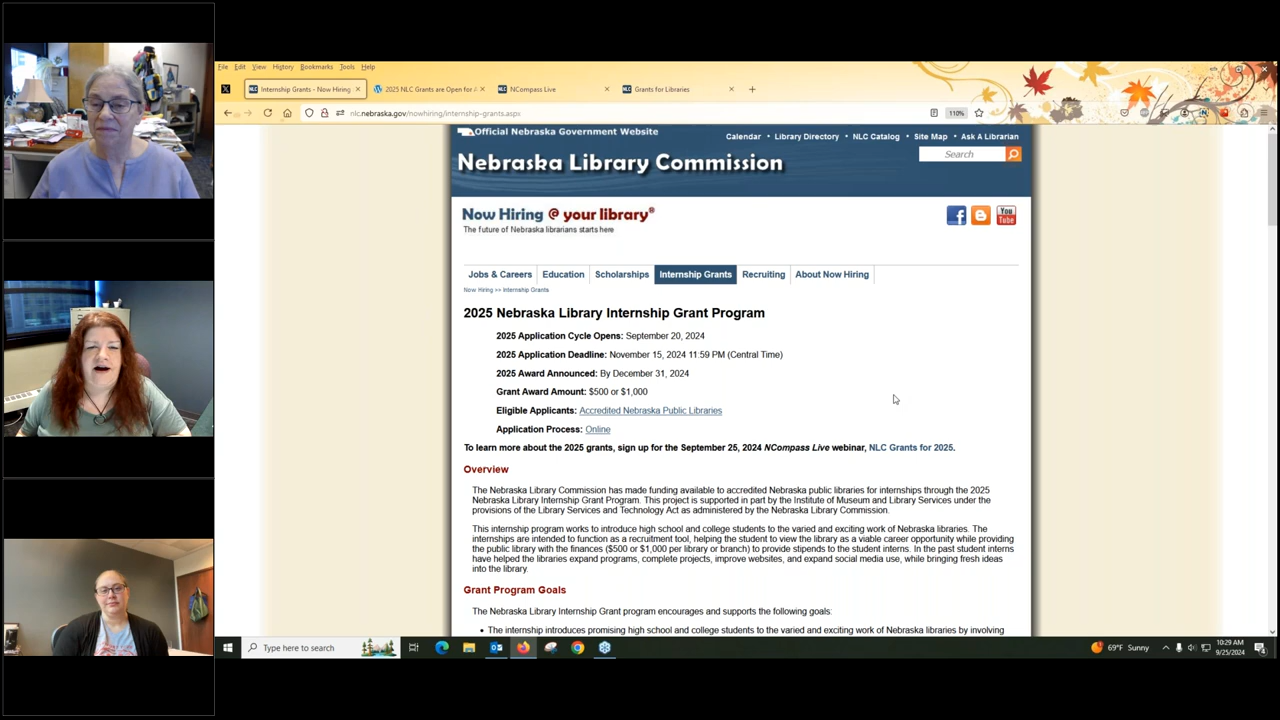 File Edit View History Bookmarks Tools Help
NLC Internship Grants - Now Hiring
2025 NLC Grants are Open for
NLC NCompass Live
NLC Grants for Libraries
nlc.nebraska.gov/nowhiring/internship-grants.aspx
110%
Official Nebraska Government Website
Calendar • Library Directory • NLC Catalog • Site Map • Ask A Librarian
Nebraska Library Commission
Search
Now Hiring @ your library®
The future of Nebraska librarians starts here
You Tube
Jobs & Careers Education Scholarships Internship Grants Recruiting About Now Hiring
Now Hiring >> Internship Grants
2025 Nebraska Library Internship Grant Program
2025 Application Cycle Opens: September 20, 2024
2025 Application Deadline: November 15, 2024 11:59 PM (Central Time)
2025 Award Announced: By December 31, 2024
Grant Award Amount: $500 or $1,000
Eligible Applicants: Accredited Nebraska Public Libraries
Application Process: Online
To learn more about the 2025 grants, sign up for the September 25, 2024 NCompass Live webinar, NLC Grants for 2025.
Overview
The Nebraska Library Commission has made funding available to accredited Nebraska public libraries for internships through the 2025
Nebraska Library Internship Grant Program. This project is supported in part by the Institute of Museum and Library Services under the
provisions of the Library Services and Technology Act as administered by the Nebraska Library Commission.
This internship program works to introduce high school and college students to the varied and exciting work of Nebraska libraries. The
internships are intended to function as a recruitment tool, helping the student to view the library as a viable career opportunity while providing
the public library with the finances ($500 or $1,000 per library or branch) to provide stipends to the student interns. In the past student interns
have helped the libraries expand programs, complete projects, improve websites, and expand social media use, while bringing fresh ideas
into the library.
Grant Program Goals
The Nebraska Library Internship Grant program encourages and supports the following goals:
• The internship introduces promising high school and college students to the varied and exciting work of Nebraska libraries by involving
Type here to search
69°F Sunny
10:29 AM
9/25/2024